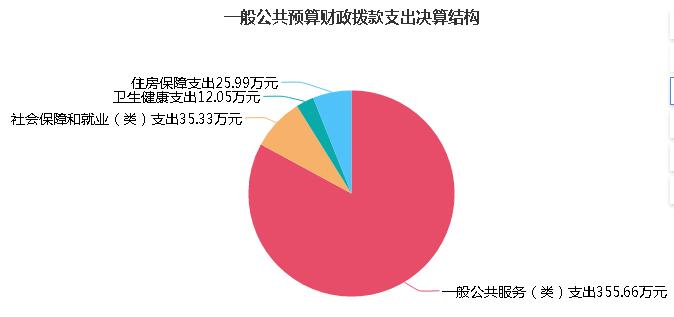 一般公共预算财政拨款支出决算结构
住房保障支出25.99万元
卫生健康支出12.05万元
社会保障和就业（类）支出35.33万元
一般公共服务（类）支出355.66万元